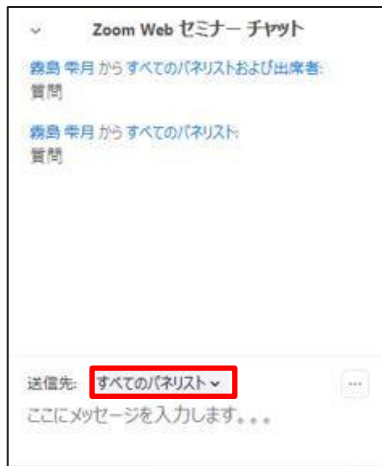 Zoom Web セミナー チャット
霧島 雫月 から すべてのパネリストおよび出席者:
質問
霧島 雫月 から すべてのパネリスト:
質問
送信先: すべてのパネリスト
ここにメッセージを入力します。。。